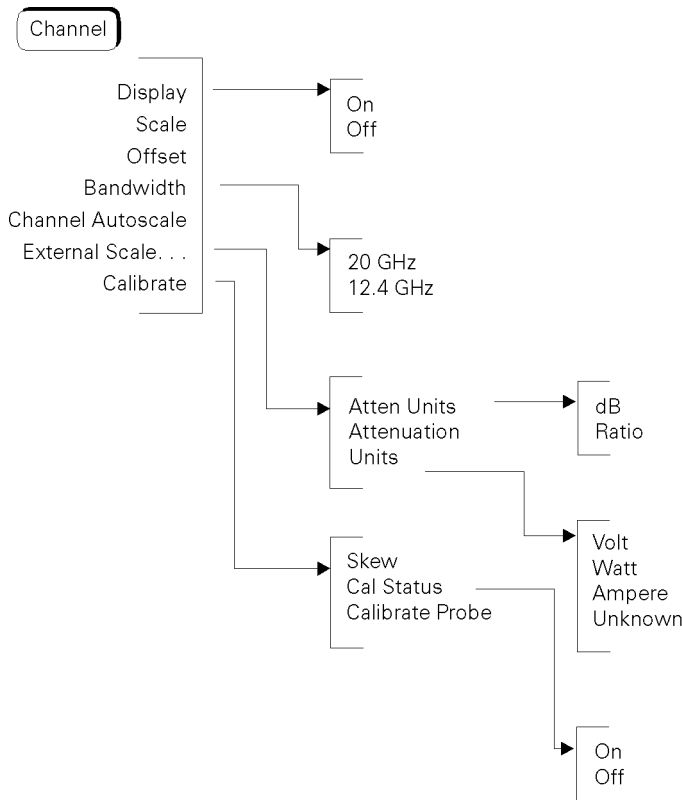 Channel
Display
Scale
Offset
Bandwidth
Channel Autoscale
External Scale. . .
Calibrate
On
Off
20 GHz
12.4 GHz
Atten Units
Attenuation
Units
dB
Ratio
Volt
Watt
Ampere
Unknown
Skew
Cal Status
Calibrate Probe
On
Off